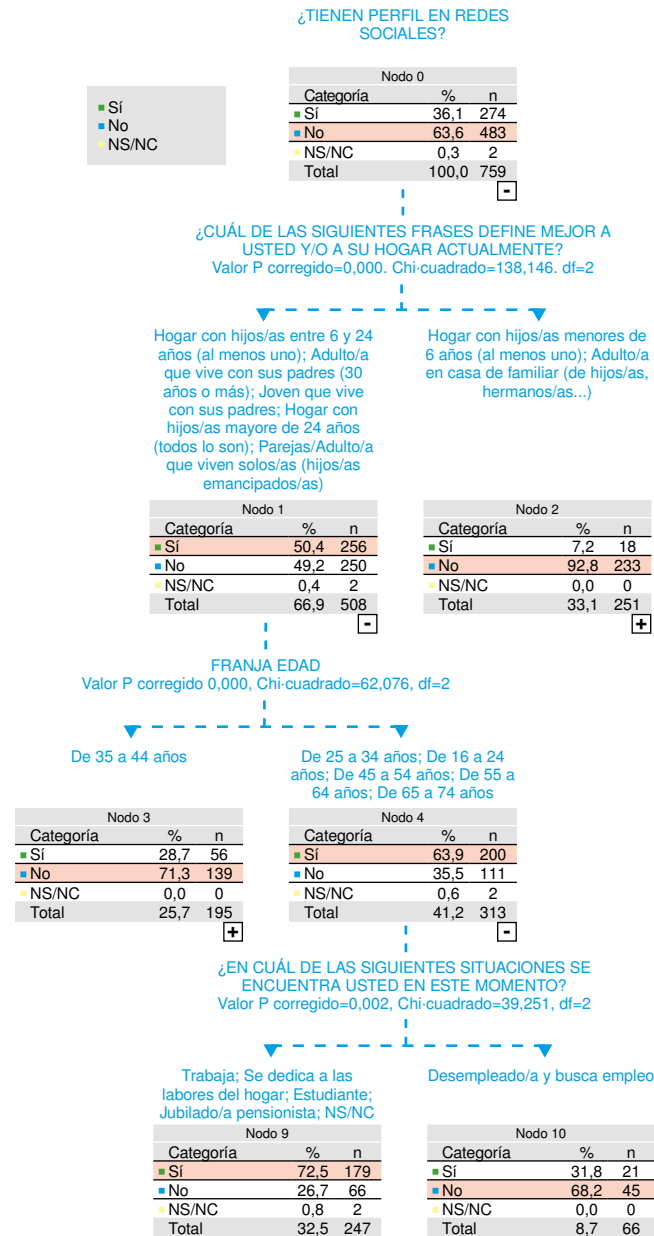 ¿TIENEN PERFIL EN REDES
SOCIALES?
Sí
No
NS/NC
Nodo 0
Categoría % n
Sí 36,1 274
No 63,6 483
NS/NC 0,3 2
Total 100,0 759
-
¿CUÁL DE LAS SIGUIENTES FRASES DEFINE MEJOR A
USTED Y/O A SU HOGAR ACTUALMENTE?
Valor P corregido=0,000. Chi-cuadrado=138,146. df=2
Hogar con hijos/as entre 6 y 24
años (al menos uno); Adulto/a
que vive con sus padres (30
años o más); Joven que vive
con sus padres; Hogar con
hijos/as mayore de 24 años
(todos lo son); Parejas/Adulto/a
que viven solos/as (hijos/as
emancipados/as)
Hogar con hijos/as menores de
6 años (al menos uno); Adulto/a
en casa de familiar (de hijos/as,
hermanos/as...)
Nodo 1
Categoría % n
Sí 50,4 256
No 49,2 250
NS/NC 0,4 2
Total 66,9 508
-
Nodo 2
Categoría % n
Sí 7,2 18
No 92,8 233
NS/NC 0,0 0
Total 33,1 251
+
FRANJA EDAD
Valor P corregido 0,000, Chi-cuadrado=62,076, df=2
De 35 a 44 años
De 25 a 34 años; De 16 a 24
años; De 45 a 54 años; De 55 a
64 años; De 65 a 74 años
Nodo 3
Categoría % n
Sí 28,7 56
No 71,3 139
NS/NC 0,0 0
Total 25,7 195
+
Nodo 4
Categoría % n
Sí 63,9 200
No 35,5 111
NS/NC 0,6 2
Total 41,2 313
-
¿EN CUÁL DE LAS SIGUIENTES SITUACIONES SE
ENCUENTRA USTED EN ESTE MOMENTO?
Valor P corregido=0,002, Chi-cuadrado=39,251, df=2
Trabaja; Se dedica a las
labores del hogar; Estudiante;
Jubilado/a pensionista; NS/NC
Desempleado/a y busca empleo
Nodo 9
Categoría % n
Sí 72,5 179
No 26,7 66
NS/NC 0,8 2
Total 32,5 247
Nodo 10
Categoría % n
Sí 31,8 21
No 68,2 45
NS/NC 0,0 0
Total 8,7 66